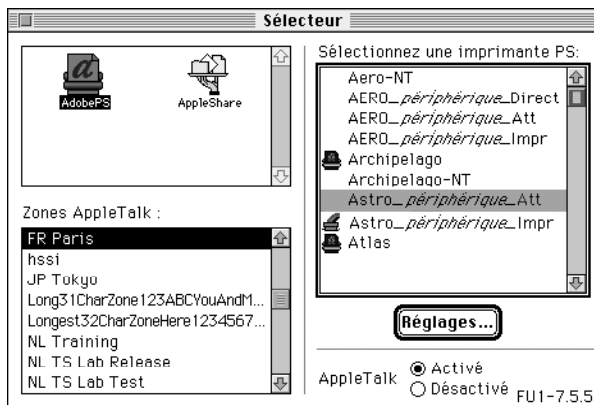 Sélecteur
AdobePS
AppleShare
Zones AppleTalk :
FR Paris
hssi
JP Tokyo
Long31CharZone123ABCYouAndM...
Longest32CharZoneHere1234567...
NL Training
NL TS Lab Release
NL TS Lab Test
Sélectionnez une imprimante PS:
Aero-NT
AERO_périphérique_Direct
AERO_périphérique_Att
AERO_périphérique_Impr
Archipelago
Archipelago-NT
Astro_périphérique_Att
Astro_périphérique_Impr
Atlas
Réglages...
AppleTalk
Activé
Désactivé
FU1-7.5.5